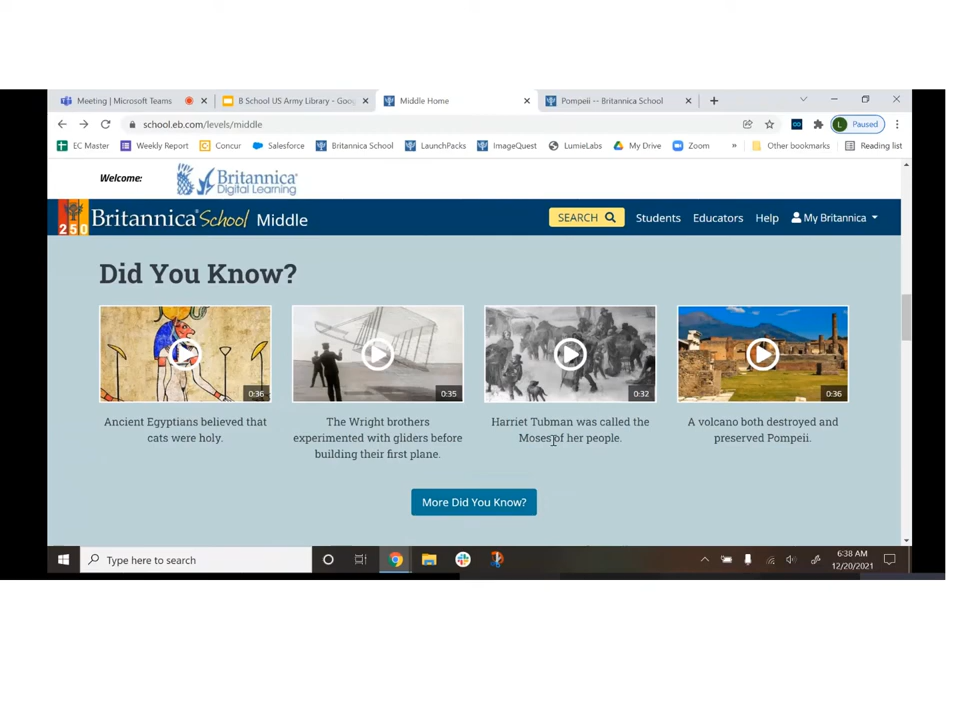 Meeting | Microsoft Teams
B School US Army Library - Goog
Middle Home
Pompeii -- Britannica School
school.eb.com/levels/middle
L Paused
EC Master
Weekly Report
Concur
Salesforce
Britannica School
LaunchPacks
ImageQuest
LumieLabs
My Drive
Zoom
»
Other bookmarks
Reading list
Welcome:
Britannica
Digital Learning
250
Britannica School Middle
SEARCH
Students
Educators
Help
My Britannica
Did You Know?
0:36
0:35
0:32
0:36
Ancient Egyptians believed that
cats were holy.
The Wright brothers
experimented with gliders before
building their first plane.
Harriet Tubman was called the
Moses of her people.
A volcano both destroyed and
preserved Pompeii.
More Did You Know?
Type here to search
6:38 AM
12/20/2021